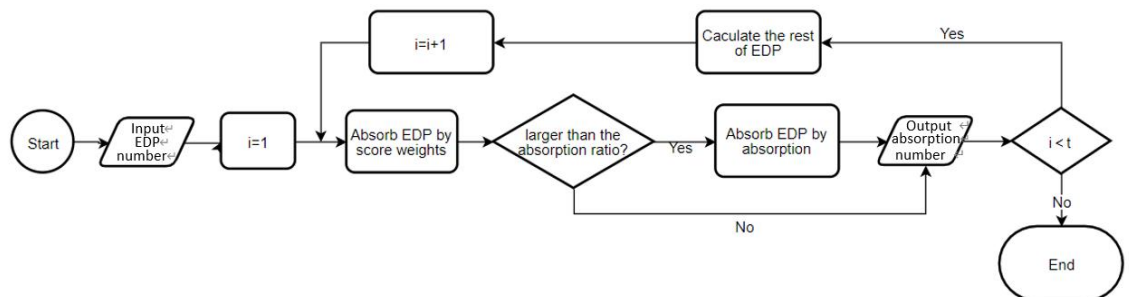 i=i+1
Caculate the rest
of EDP
Yes
Start
Input
EDP
number
i=1
Absorb EDP by
score weights
larger than the
absorption ratio?
Yes
Absorb EDP by
absorption
Output
absorption
number
i<t
No
No
End